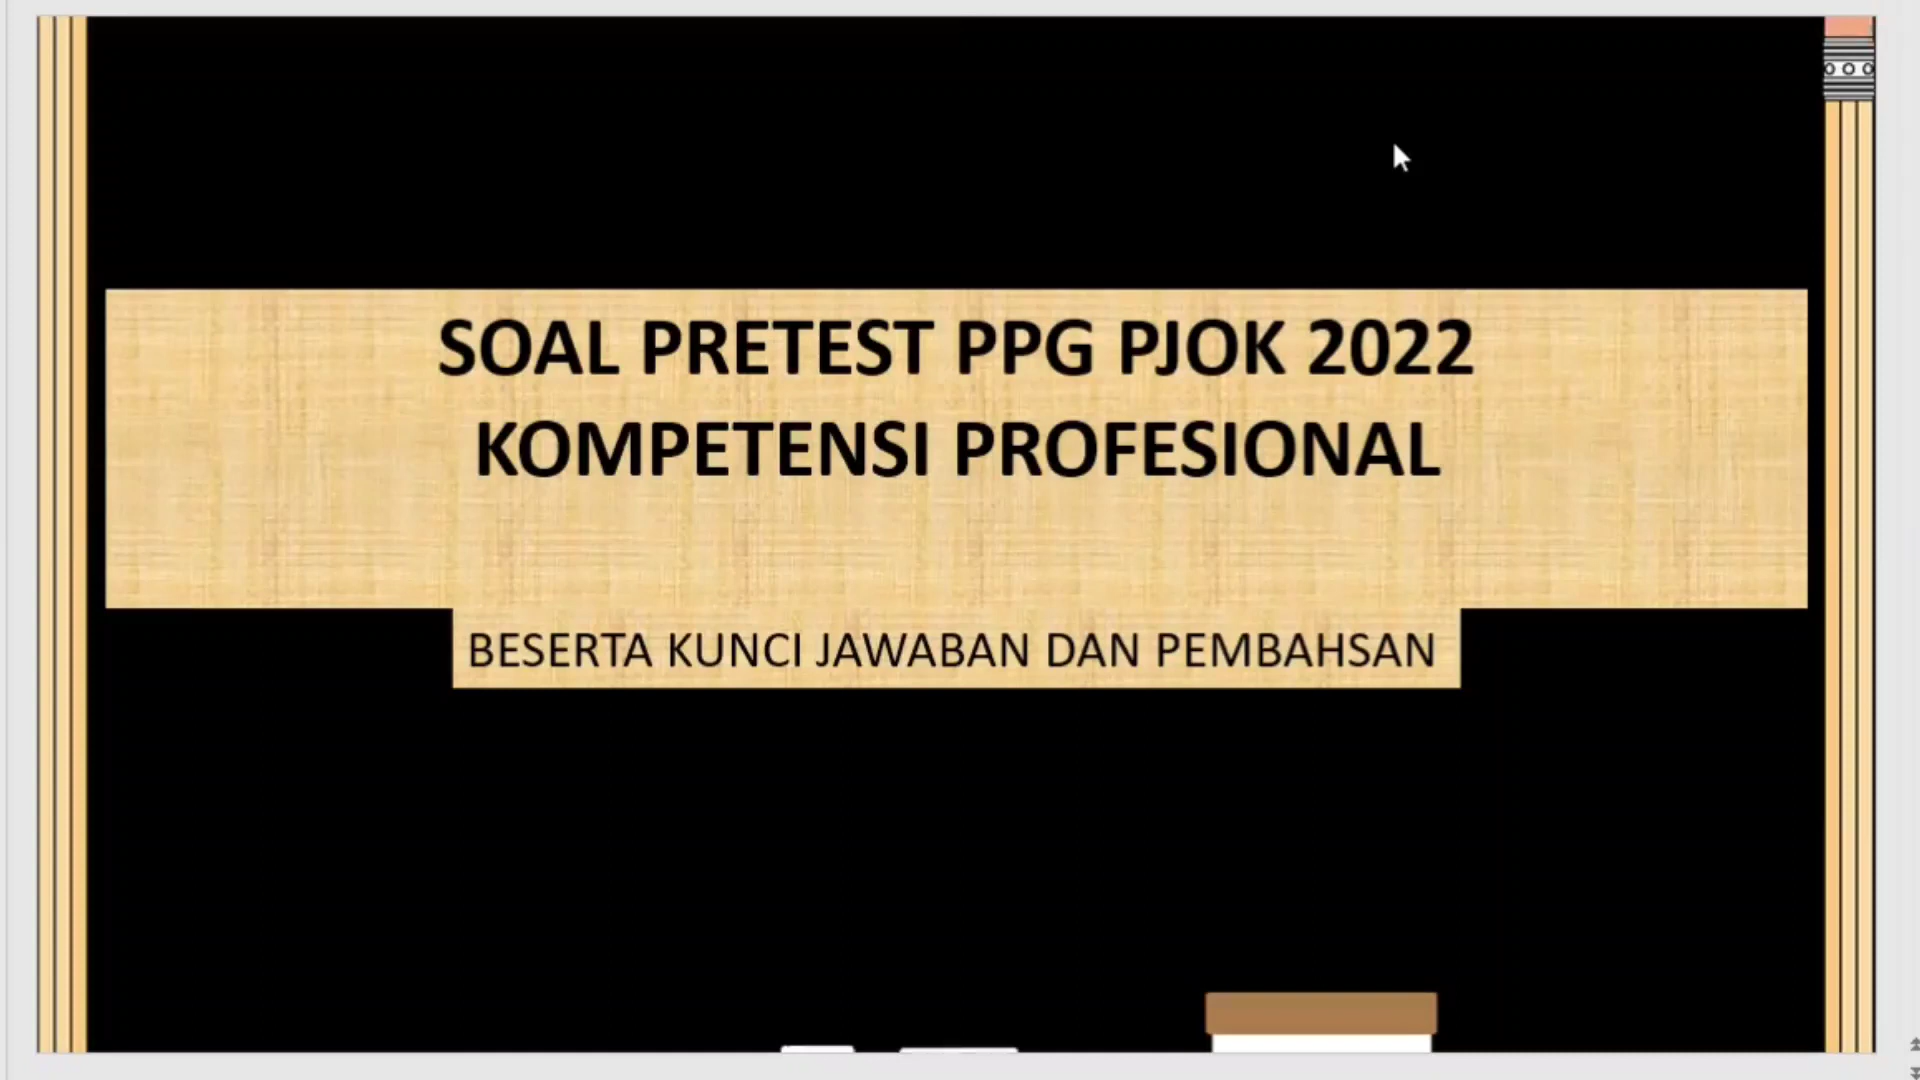 SOAL PRETEST PPG PJOK 2022
KOMPETENSI PROFESIONAL
BESERTA KUNCI JAWABAN DAN PEMBAHSAN